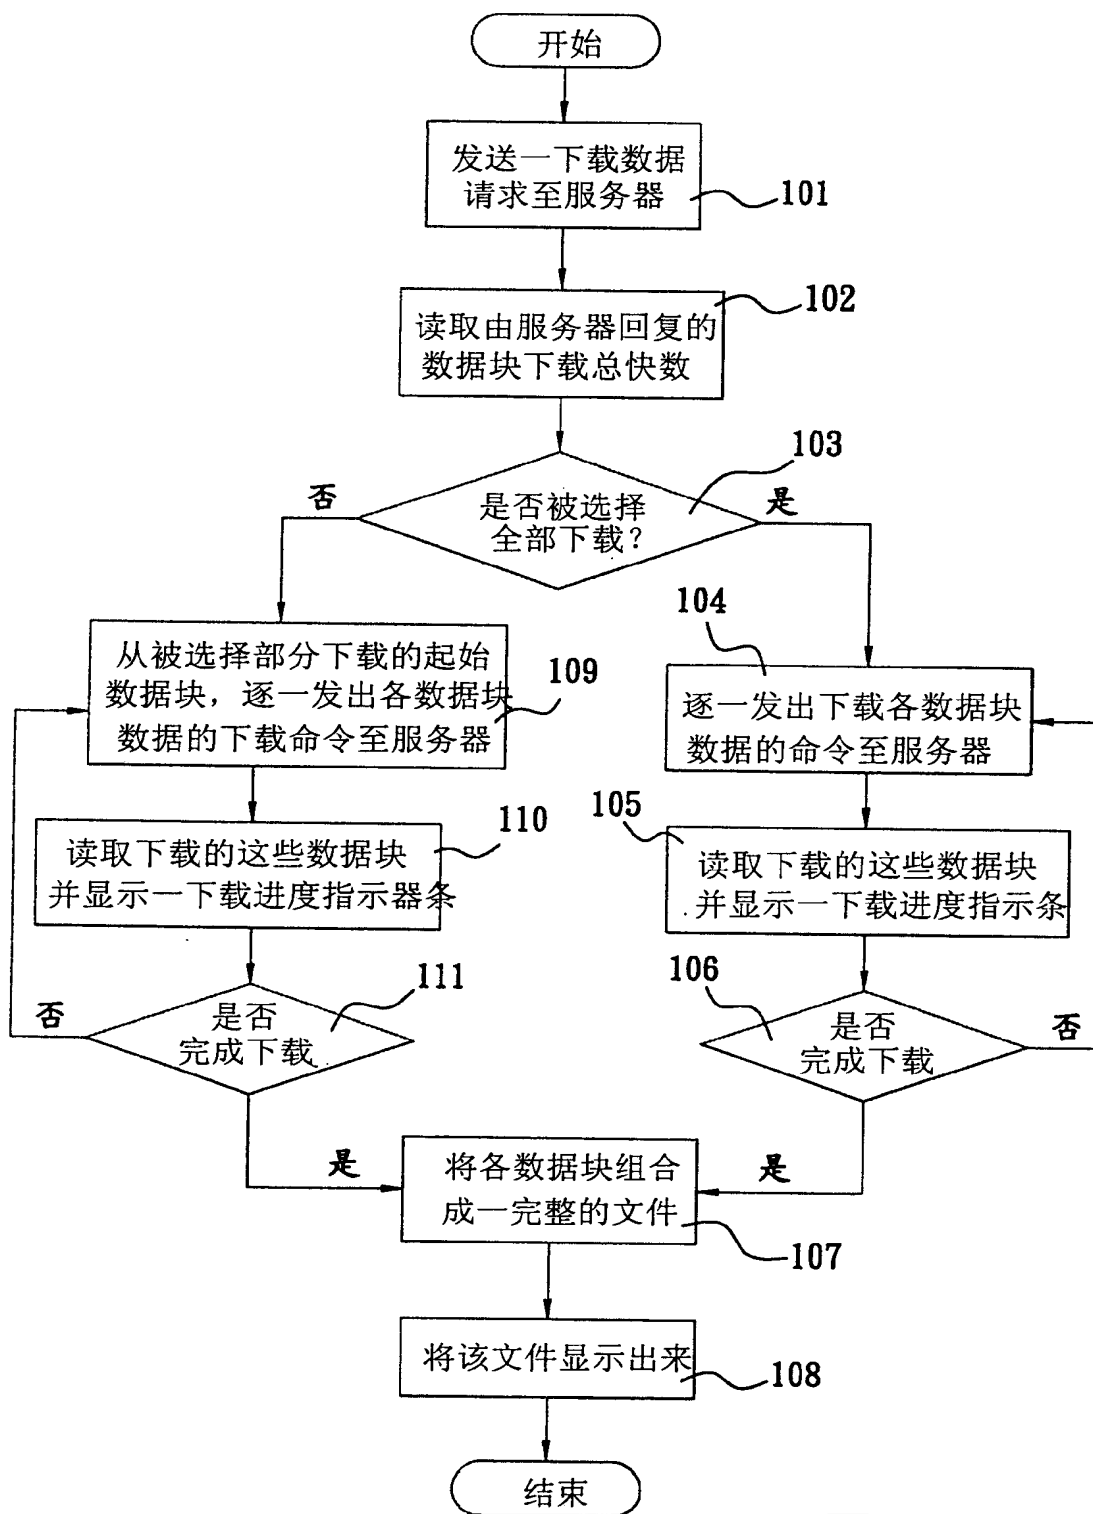 开始
发送一下载数据
请求至服务器
101
102
读取由服务器回复的
数据块下载总快数
103
否
是
是否被选择
全部下载？
104
从被选择部分下载的起始
数据块，逐一发出各数据块
数据的下载命令至服务器
109
逐一发出下载各数据块
数据的命令至服务器
110
读取下载的这些数据块
并显示一下载进度指示器条
105
读取下载的这些数据块
并显示一下载进度指示条
111
否
是否
完成下载
106
是否
完成下载
否
是
将各数据块组合
成一完整的文件
是
107
将该文件显示出来
108
结束